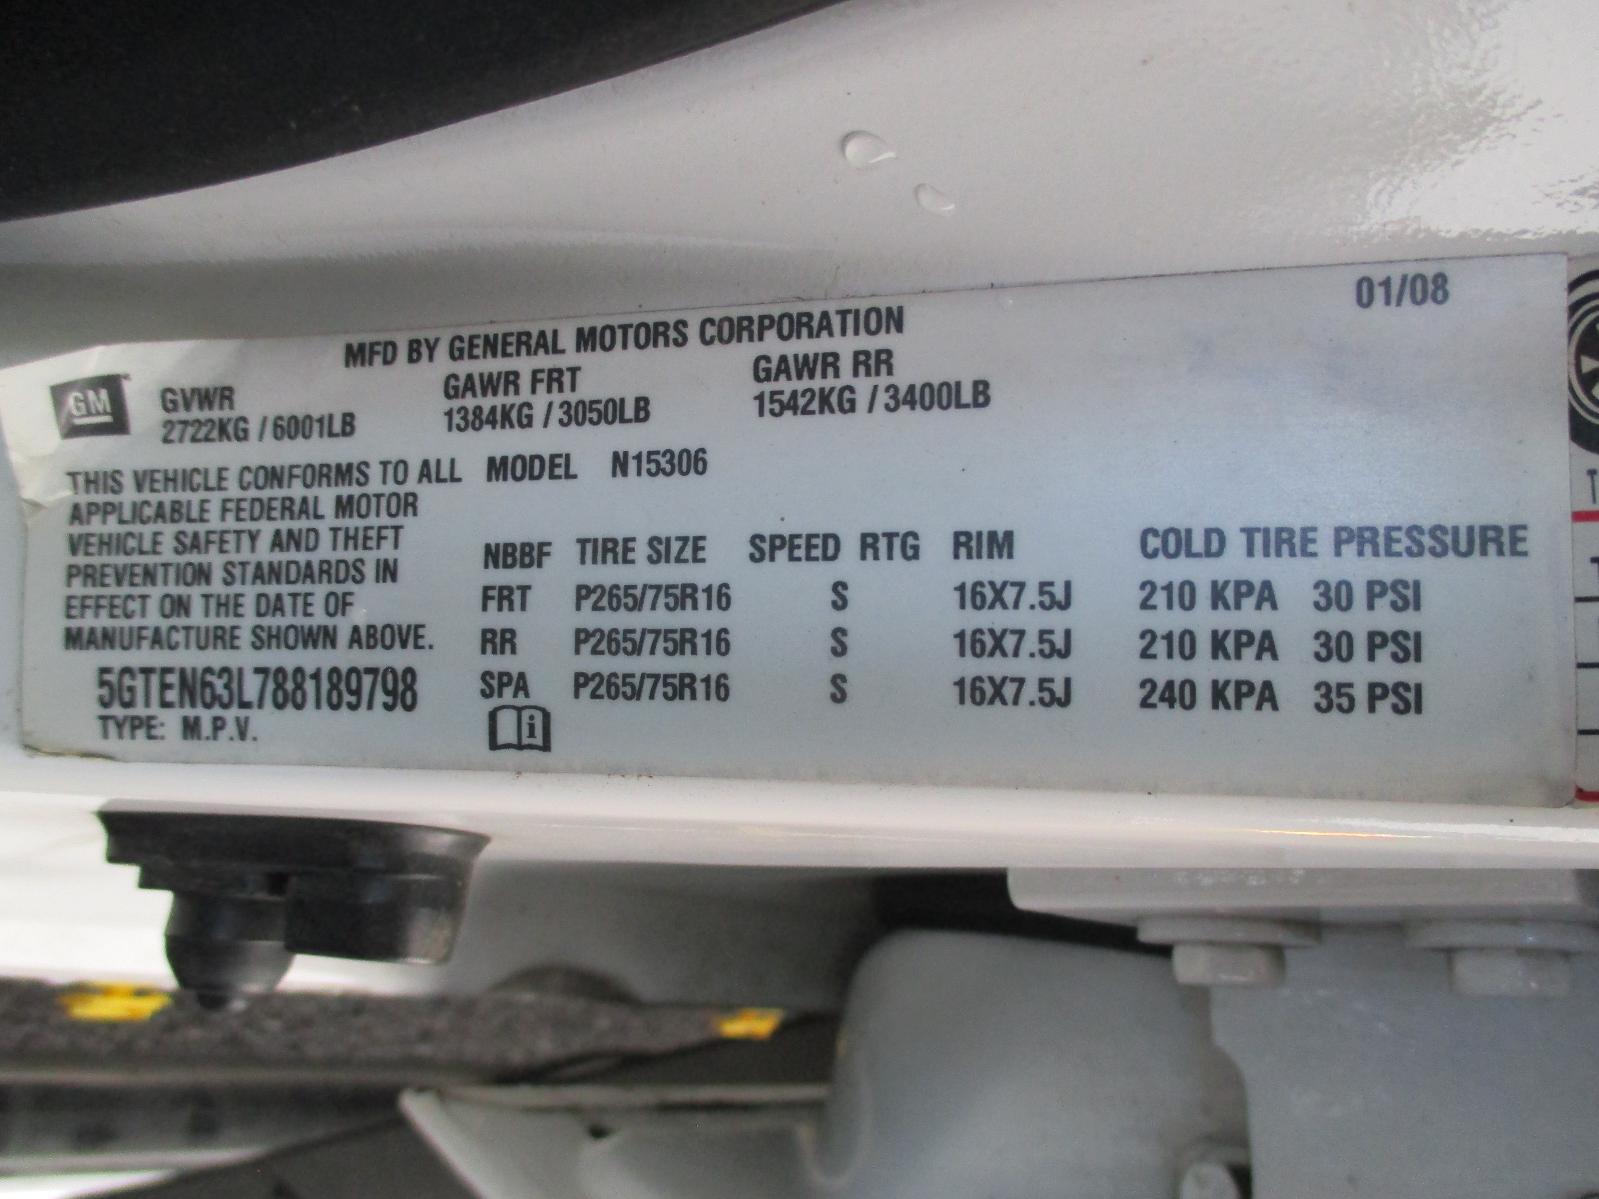 01/08
MFD BY GENERAL MOTORS CORPORATION
GM
GVWR GAWR FRT GAWR RR
2722KG / 6001LB 1384KG / 3050LB 1542KG / 3400LB
THIS VEHICLE CONFORMS TO ALL
APPLICABLE FEDERAL MOTOR
VEHICLE SAFETY AND THEFT
PREVENTION STANDARDS IN
EFFECT ON THE DATE OF
MANUFACTURE SHOWN ABOVE.
5GTEN63L788189798
TYPE: M.P.V.
MODEL N15306
NBBF TIRE SIZE SPEED RTG RIM COLD TIRE PRESSURE
FRT P265/75R16 S 16X7.5J 210 KPA 30 PSI
RR P265/75R16 S 16X7.5J 210 KPA 30 PSI
SPA P265/75R16 S 16X7.5J 240 KPA 35 PSI
i